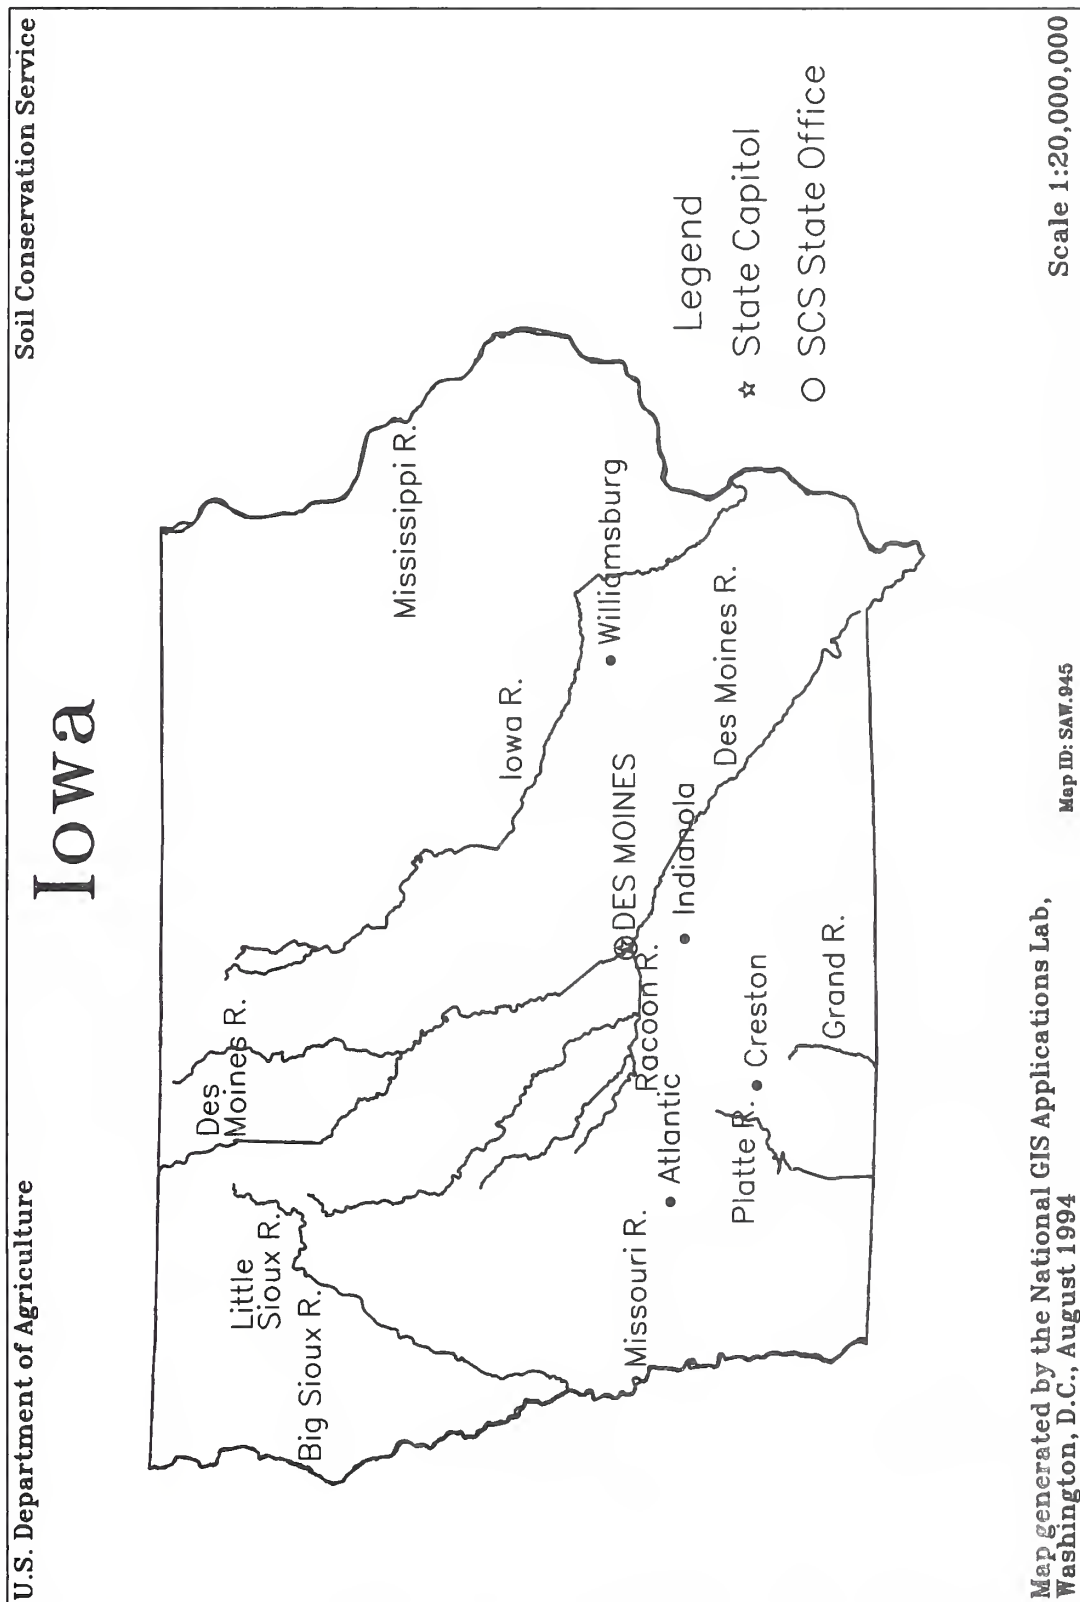 U.S. Department of Agriculture
Soil Conservation Service
Iowa
Des
Moines R.
Little
Sioux R.
Big Sioux R.
Mississippi R.
Iowa R.
Williamsburg
DES MOINES
Racoon R.
Missouri R.
Atlantic
Indianola
Des Moines R.
Platte R.
Creston
Grand R.
Legend
State Capitol
SCS State Office
Map generated by the National GIS Applications Lab,
Washington, D.C., August 1994
Map ID: SAW.945
Scale 1:20,000,000